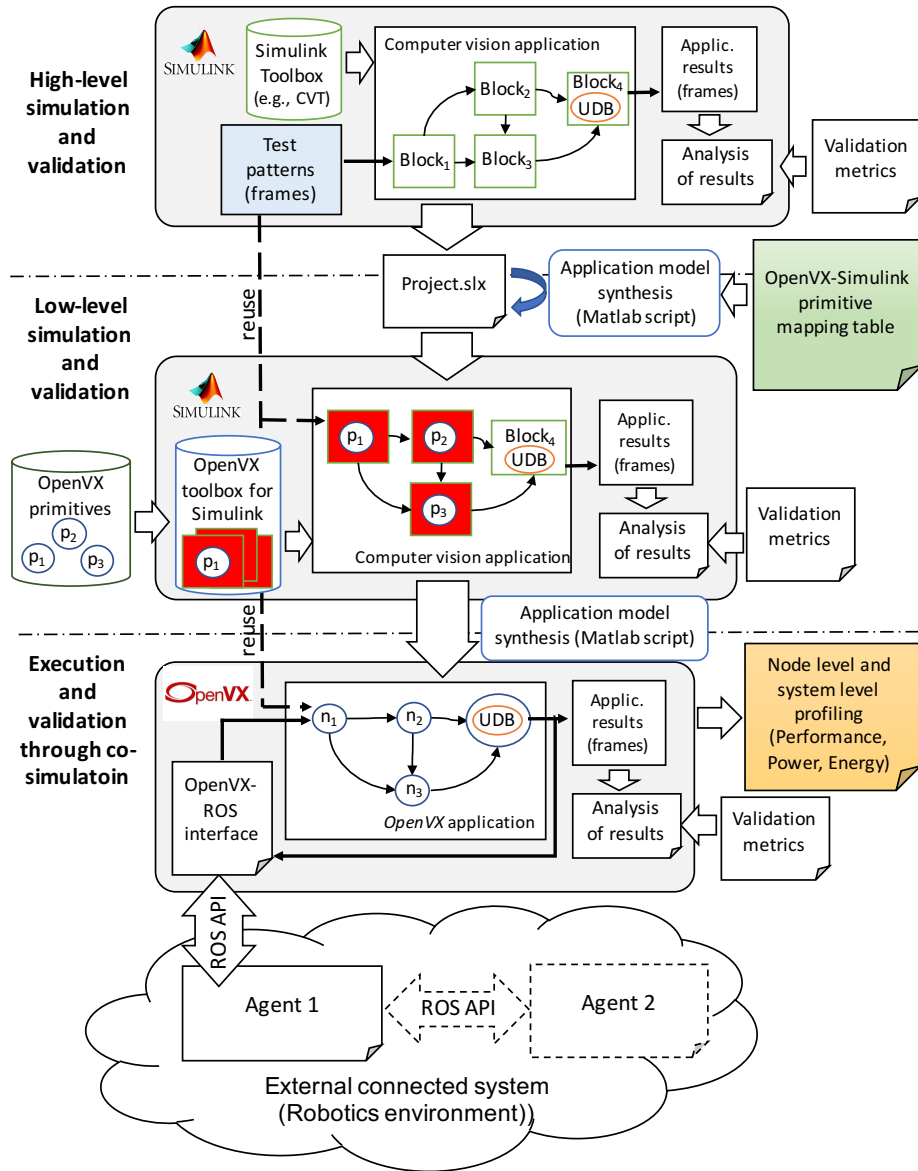 High-level
simulation
and
validation
SIMULINK
Simulink
Toolbox
(e.g., CVT)
Test
patterns
(frames)
Computer vision application
Block1
Block2
Block3
Block4
UDB
Applic.
results
(frames)
Analysis
of results
Validation
metrics
reuse
Project.slx
Application model
synthesis
(Matlab script)
OpenVX-Simulink
primitive
mapping table
Low-level
simulation
and
validation
SIMULINK
OpenVX
primitives
p2
p1
p3
OpenVX
toolbox for
Simulink
p1
p1
p2
p3
Block4
UDB
Computer vision application
Applic.
results
(frames)
Analysis
of results
Validation
metrics
reuse
Application model
synthesis (Matlab script)
Execution
and
validation
through co-
simulatoin
OpenVX
OpenVX-
ROS
interface
n1
n2
n3
UDB
OpenVX application
Applic.
results
(frames)
Analysis
of results
Validation
metrics
Node level and
system level
profiling
(Performance,
Power, Energy)
ROS API
Agent 1
ROS API
Agent 2
External connected system
(Robotics environment))